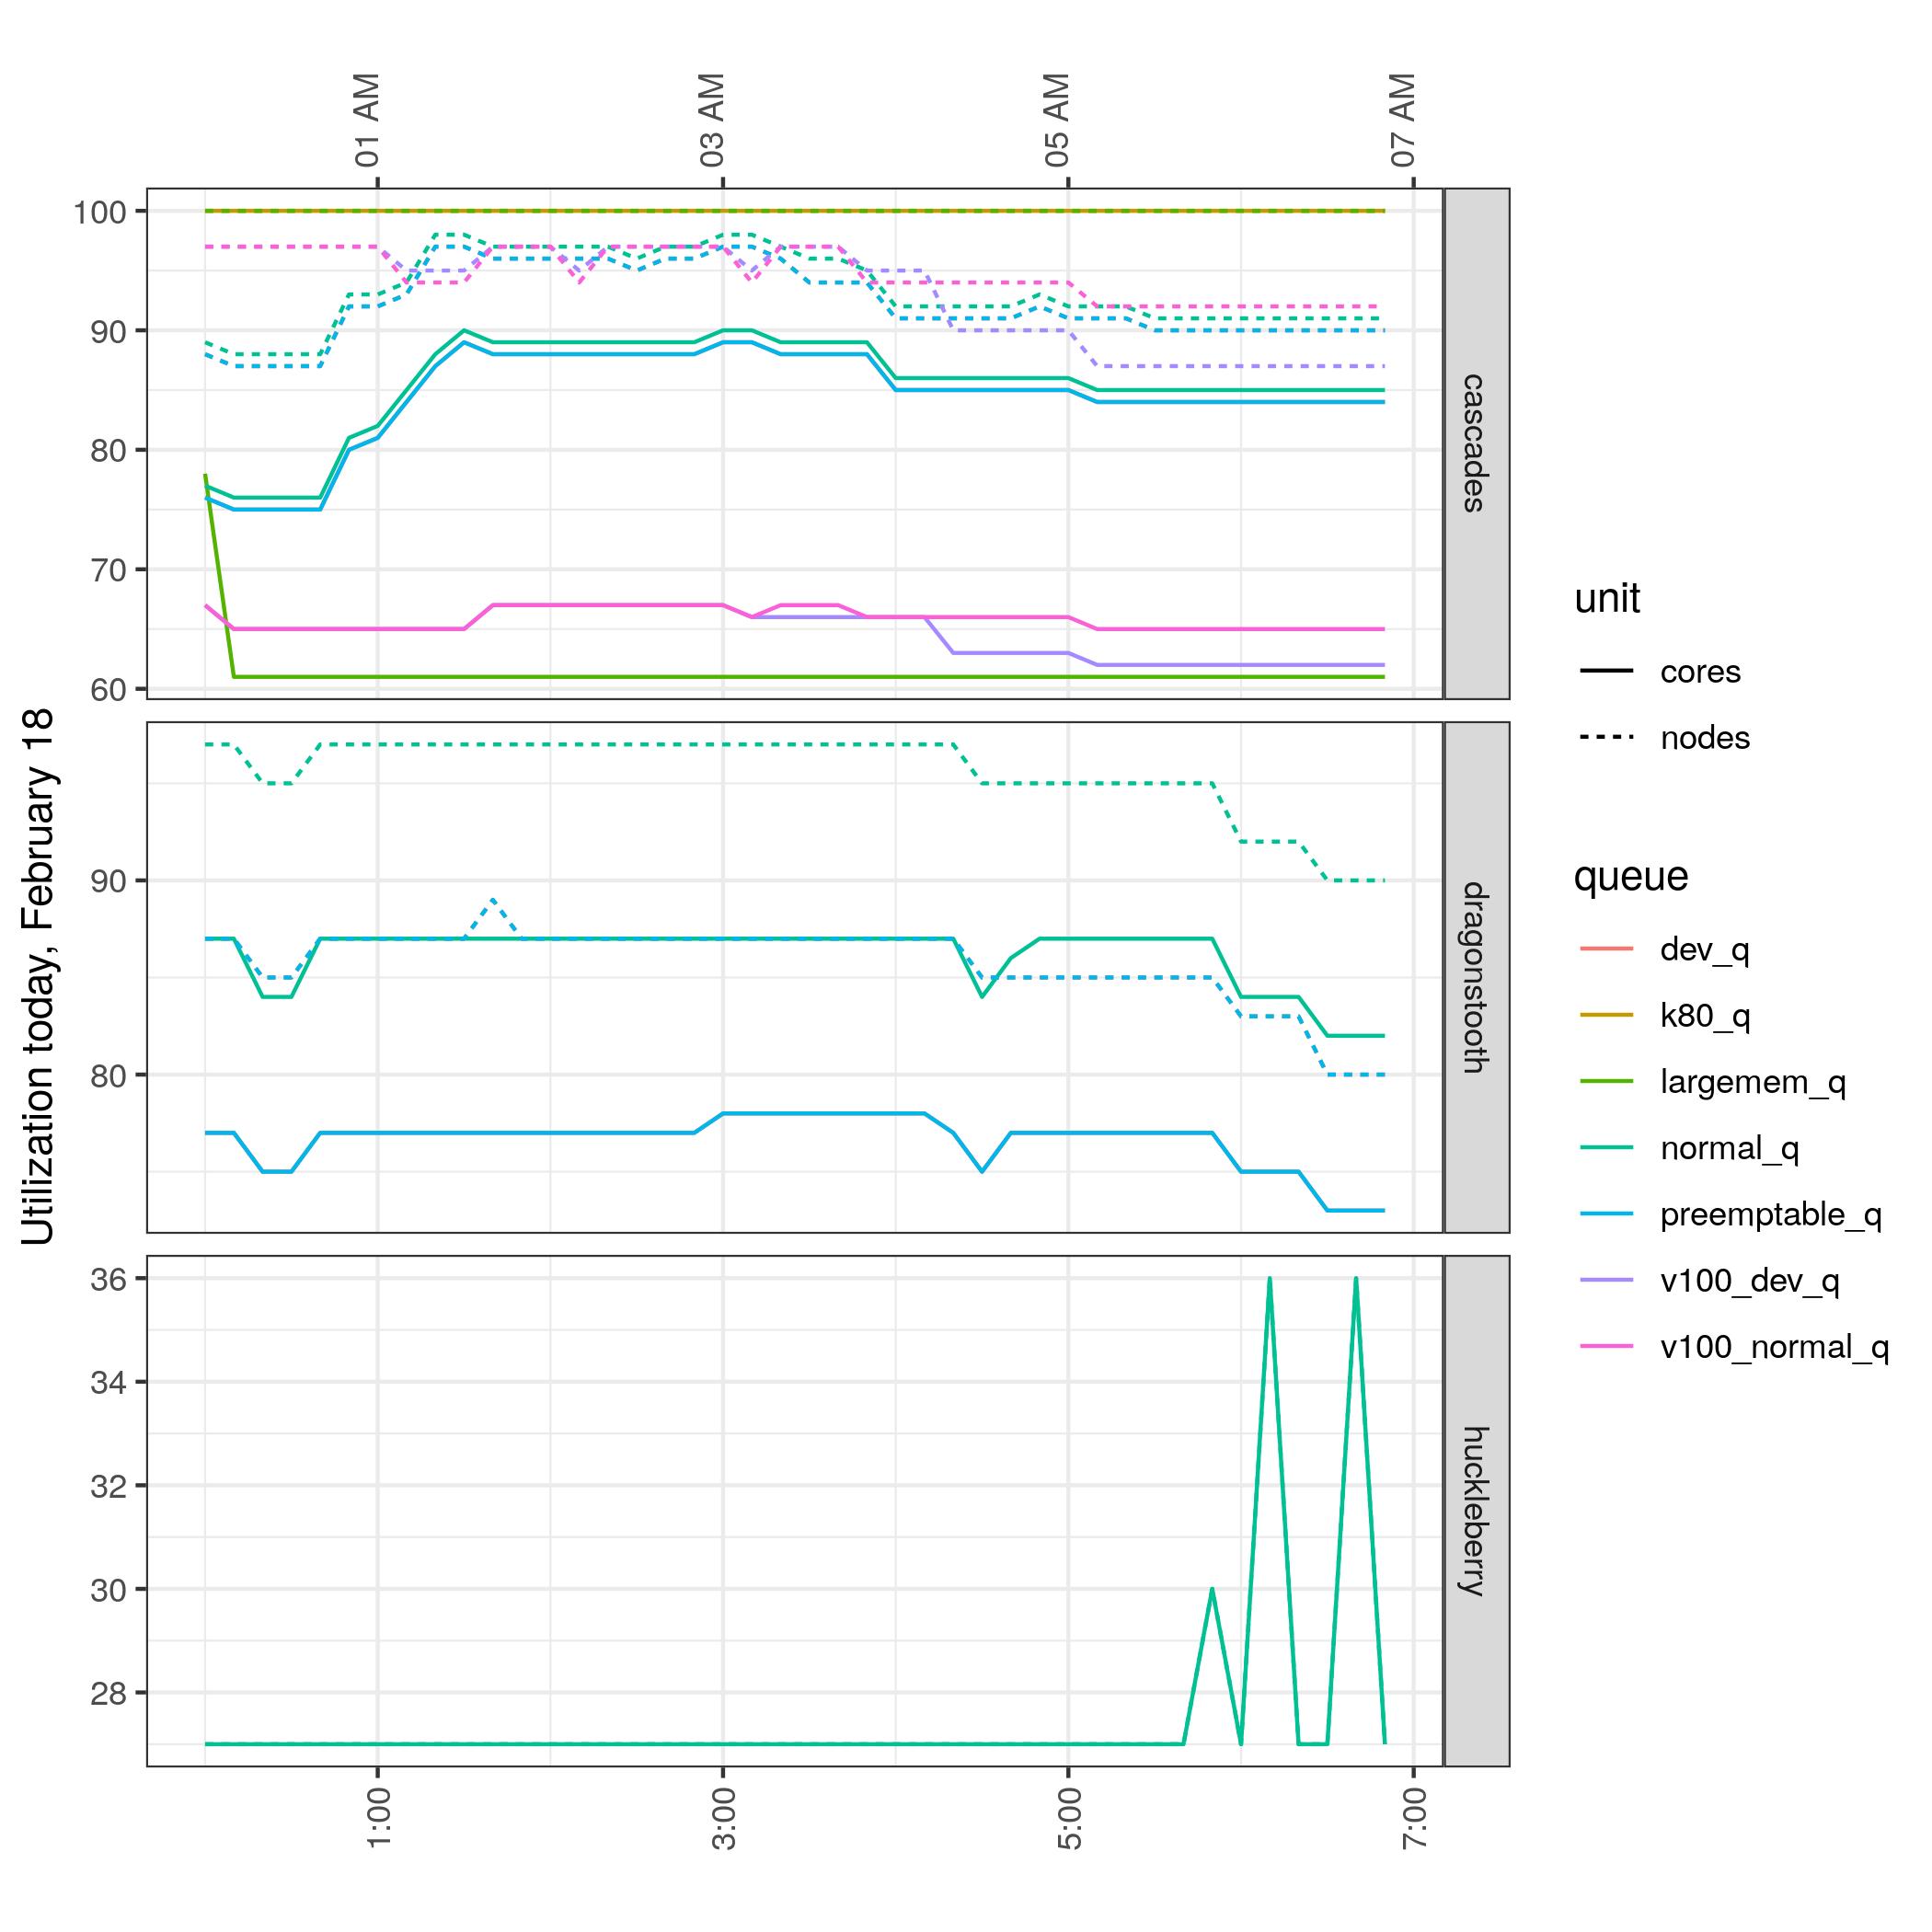 01 AM
03 AM
05 AM
07 AM
100
90
80
70
60
cascades
90
80
dragonstooth
36
34
32
30
28
huckleberry
1:00
3:00
5:00
7:00
Utilization today, February 18
unit
cores
nodes
queue
dev_q
k80_q
largemem_q
normal_q
preemptable_q
v100_dev_q
v100_normal_q